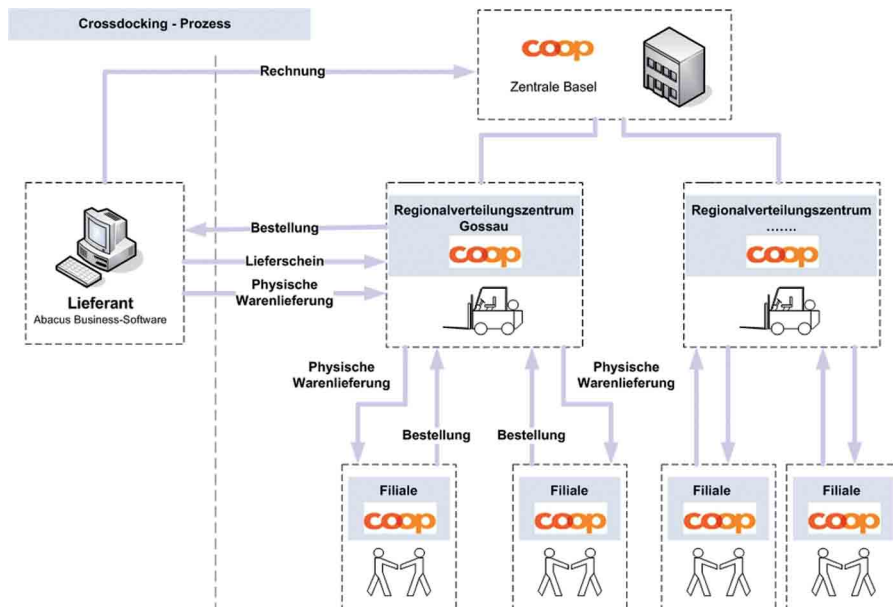 Crossdocking - Prozess
coop
Rechnung
Zentrale Basel
Regionalverteilungszentrum
Gossau
coop
Regionalverteilungszentrum
.......
coop
Bestellung
Lieferschein
Physische
Warenlieferung
Lieferant
Abacus Business-Software
Physische
Warenlieferung
Physische
Warenlieferung
Bestellung
Bestellung
Filiale
coop
Filiale
coop
Filiale
coop
Filiale
coop